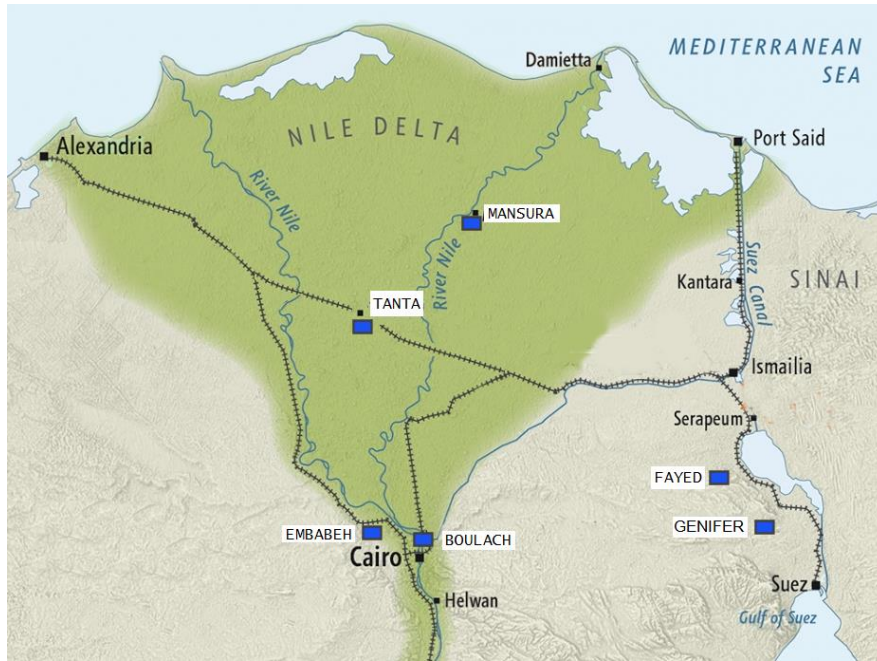 MEDITERRANEAN
SEA
Damietta
NILE DELTA
Alexandria
Port Said
River Nile
MANSURA
River Nile
Suez Canal
SINAI
Kantara
TANTA
Ismailia
Serapeum
FAYED
GENIFER
EMBABEH
BOULACH
Cairo
Suez
Helwan
Gulf of Suez